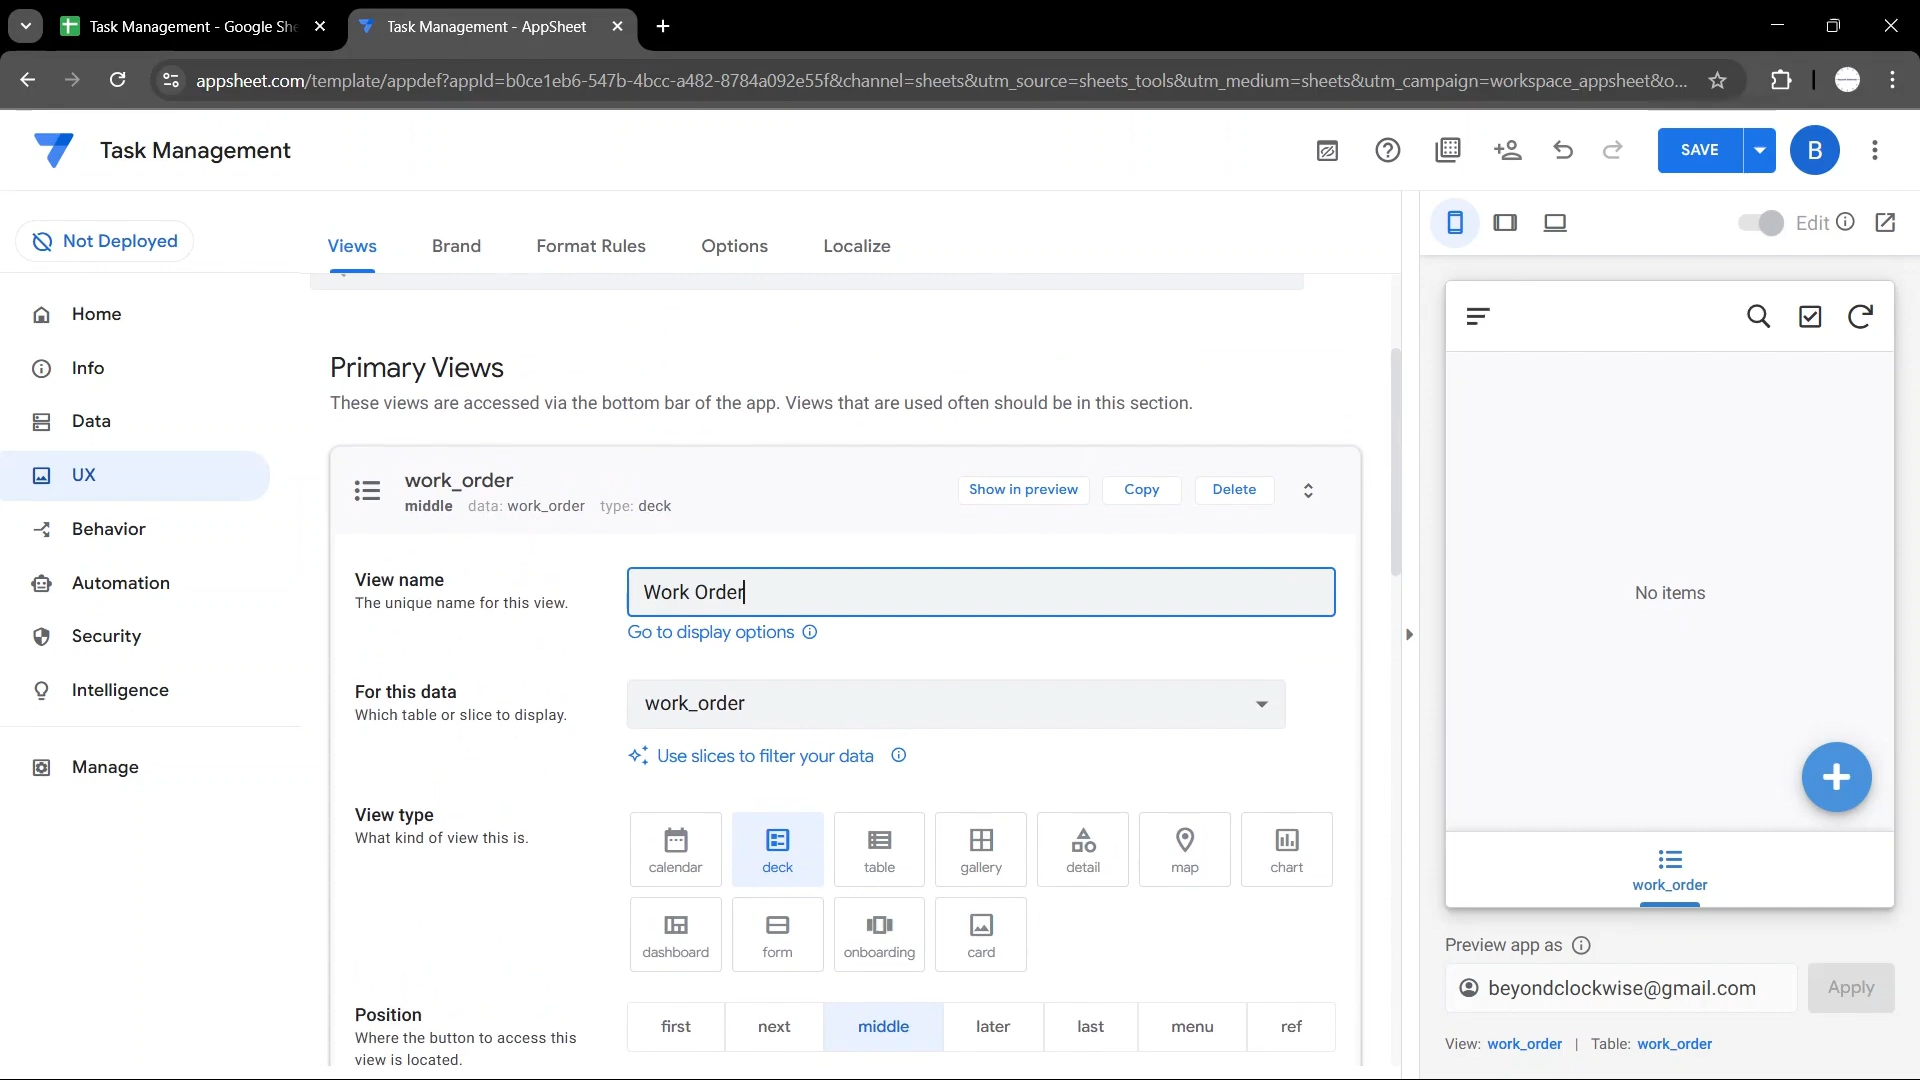 Task Management - Google She
Task Management - AppSheet
appsheet.com/template/appdef?appId=b0ce1eb6-547b-4bcc-a482-8784a092e55f&channel=sheets&utm_source=sheets_tools&utm_medium=sheets&utm_campaign=workspace_appsheet&o...
Task Management
SAVE
B
Not Deployed
Views
Brand
Format Rules
Options
Localize
Edit
Home
Info
Data
UX
Behavior
Automation
Security
Intelligence
Manage
Primary Views
These views are accessed via the bottom bar of the app. Views that are used often should be in this section.
work_order
middle data: work_order type: deck
Show in preview
Copy
Delete
View name
The unique name for this view.
Work Order
Go to display options
For this data
Which table or slice to display.
work_order
Use slices to filter your data
View type
What kind of view this is.
calendar
deck
table
gallery
detail
map
chart
dashboard
form
onboarding
card
Position
Where the button to access this
view is located.
first
next
middle
later
last
menu
ref
No items
work_order
Preview app as
beyondclockwise@gmail.com
Apply
View: work_order | Table: work_order